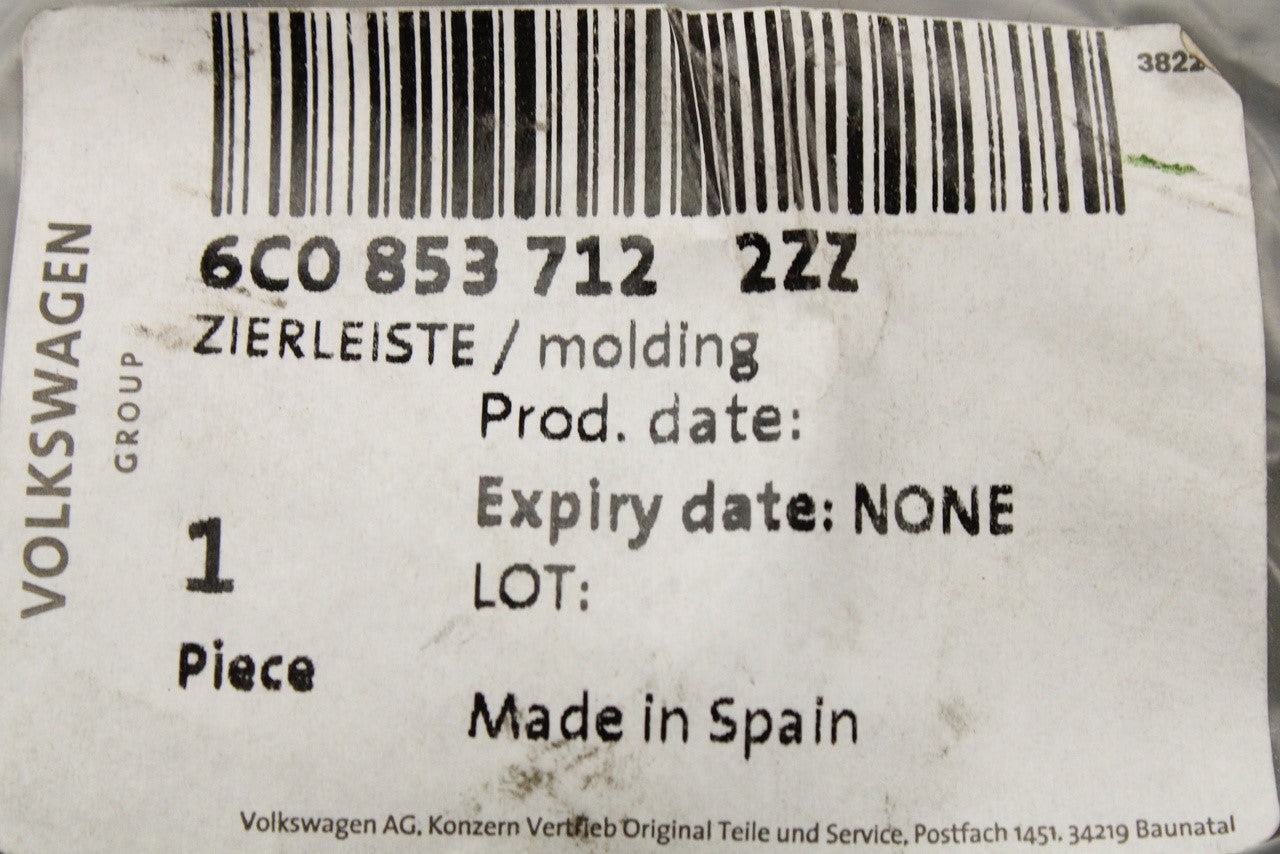 3822
6C0 853 712 2ZZ
ZIERLEISTE / molding
Prod. date:
Expiry date: NONE
LOT:
1
Piece
Made in Spain
VOLKSWAGEN
GROUP
Volkswagen AG, Konzern Vertrieb Original Teile und Service, Postfach 1451, 34219 Baunatal